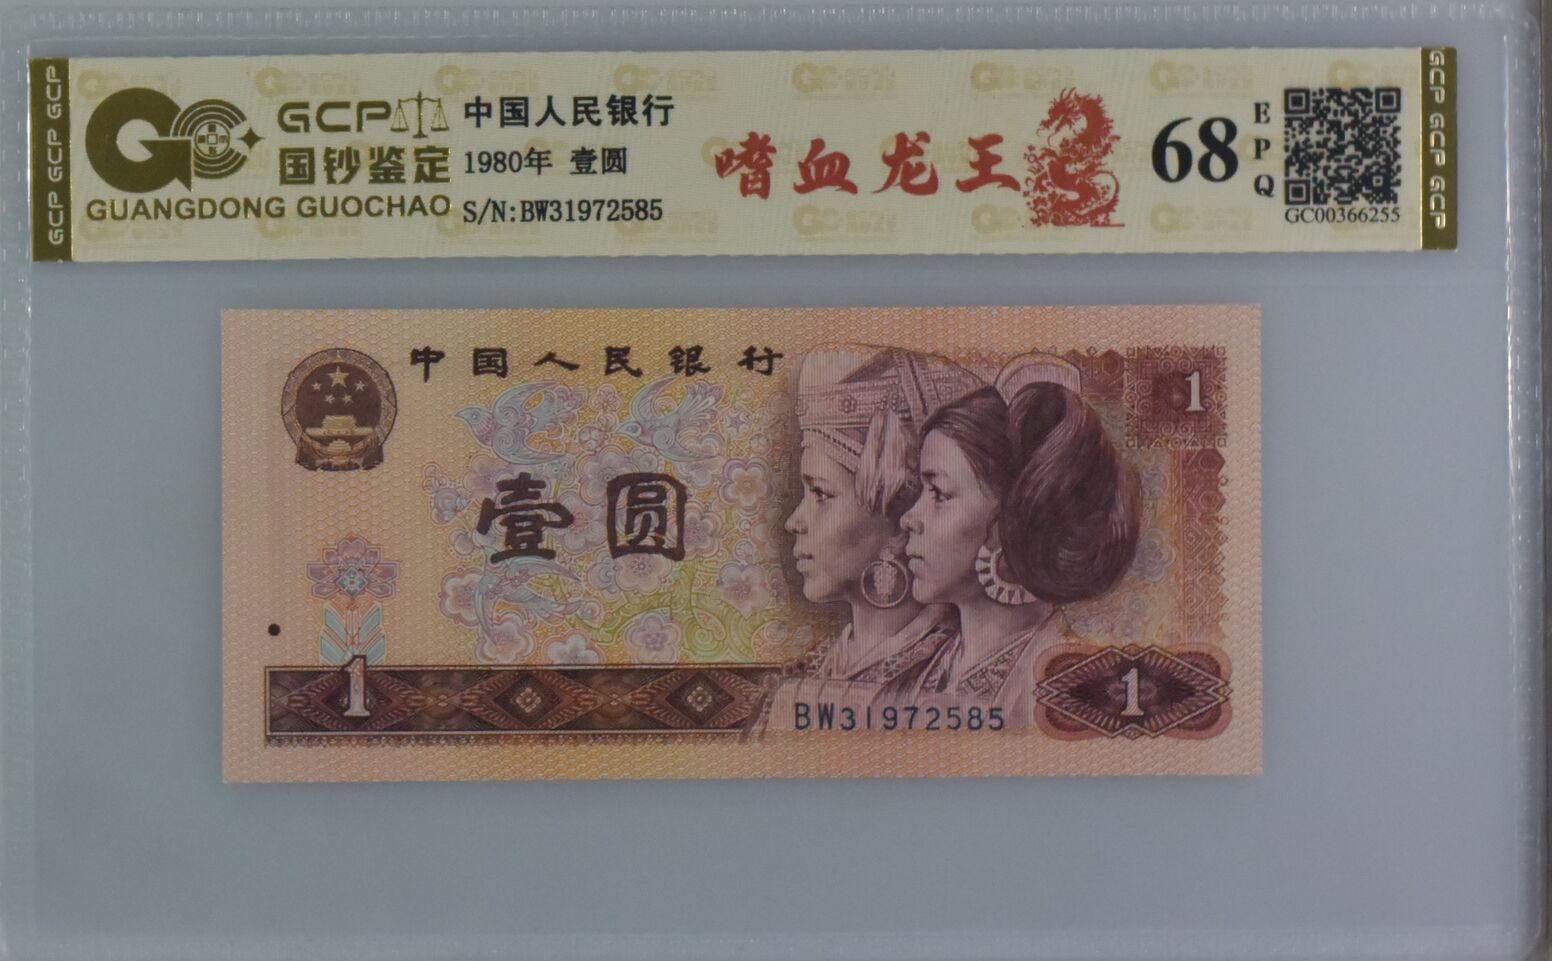 GCP GCP GCP
GCP
国钞鉴定
GUANGDONG GUOCHAO
中国人民银行
1980年 壹圆
S/N:BW31972585
嗜血龙王
68
EPQ
GC00366255
GCP GCP GCP
中国人民银行
1
壹圆
1
BW31972585
1